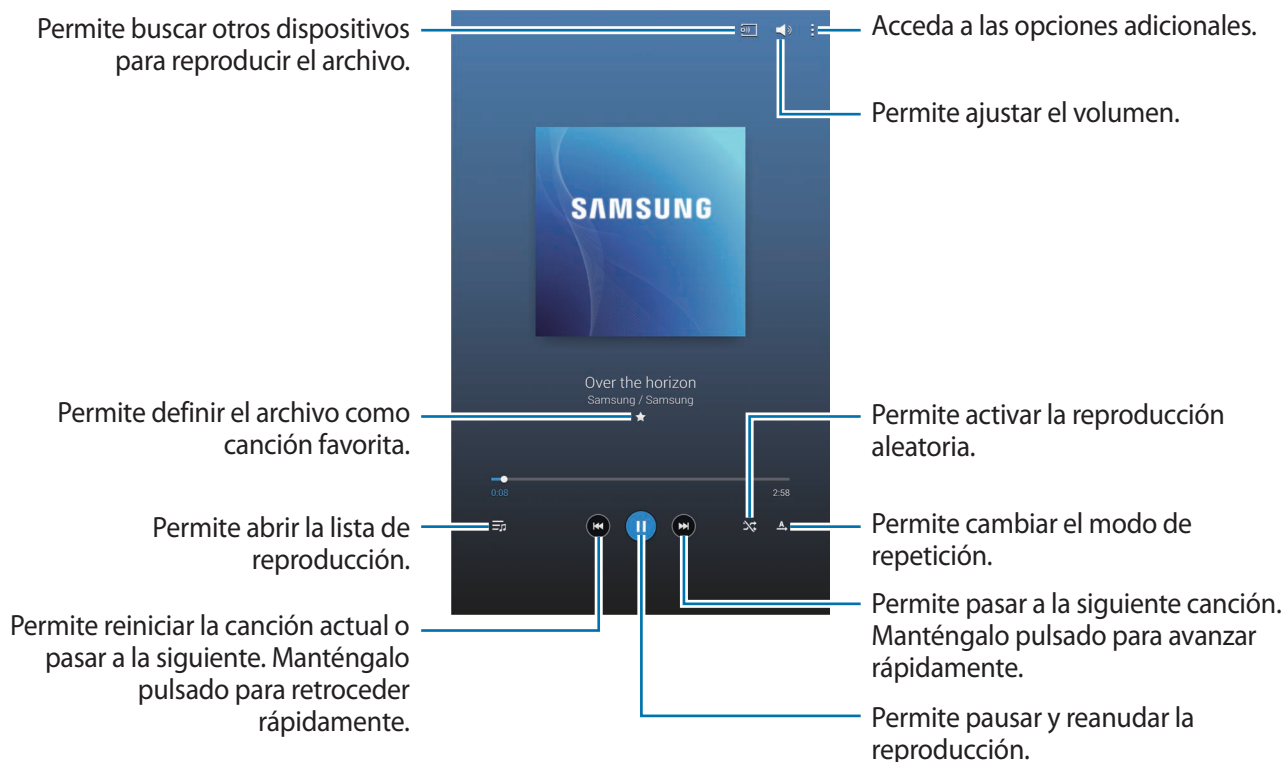 Permite buscar otros dispositivos
para reproducir el archivo.
Acceda a las opciones adicionales.
Permite ajustar el volumen.
SAMSUNG
Over the horizon
Samsung / Samsung
Permite definir el archivo como
canción favorita.
Permite activar la reproducción
aleatoria.
0:08
2:58
Permite abrir la lista de
reproducción.
A
Permite cambiar el modo de
repetición.
Permite reiniciar la canción actual o
pasar a la siguiente. Manténgalo
pulsado para retroceder
rápidamente.
Permite pasar a la siguiente canción.
Manténgalo pulsado para avanzar
rápidamente.
Permite pausar y reanudar la
reproducción.